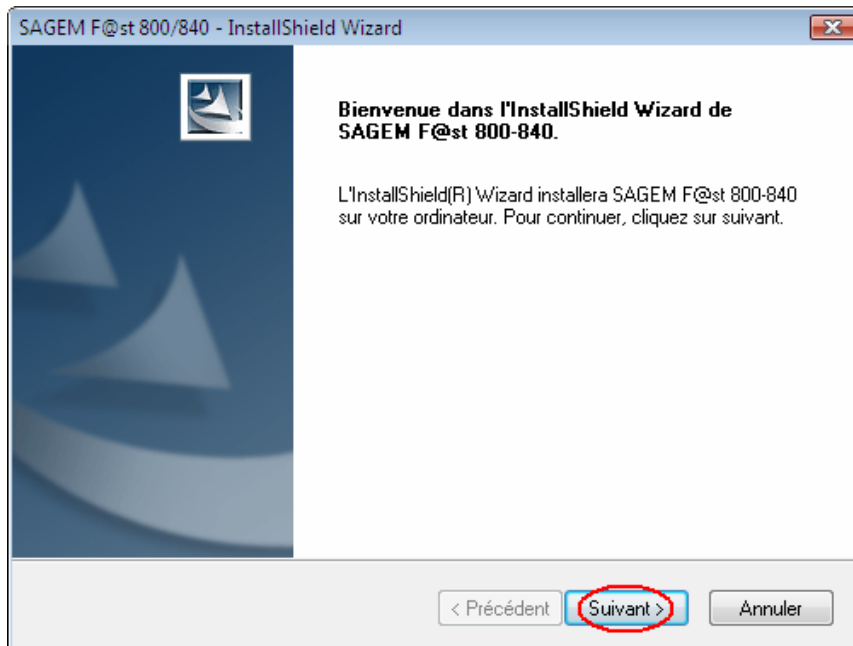 SAGEM F@st 800/840 - InstallShield Wizard
Bienvenue dans l'InstallShield Wizard de
SAGEM F@st 800-840.
L'InstallShield(R) Wizard installera SAGEM F@st 800-840
sur votre ordinateur. Pour continuer, cliquez sur suivant.
< Précédent Suivant > Annuler